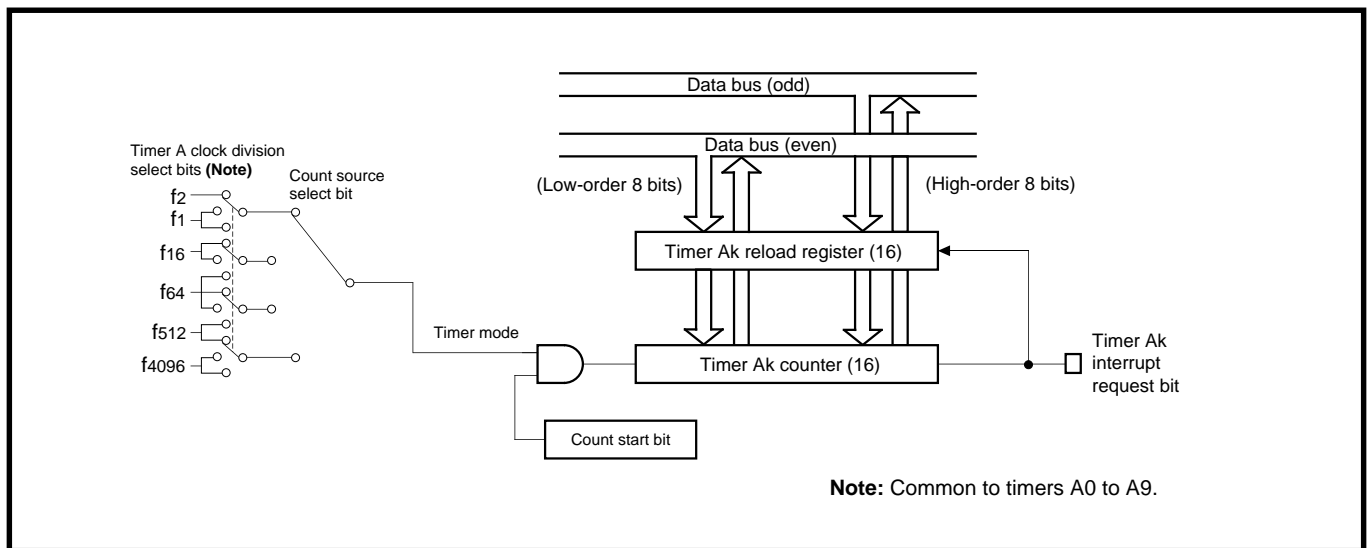 Data bus (odd)
Data bus (even)
(Low-order 8 bits)
(High-order 8 bits)
Timer A clock division
select bits (Note)
Count source
select bit
f2
f1
f16
f64
f512
f4096
Timer Ak reload register (16)
Timer mode
Timer Ak counter (16)
Timer Ak
interrupt
request bit
Count start bit
Note: Common to timers A0 to A9.